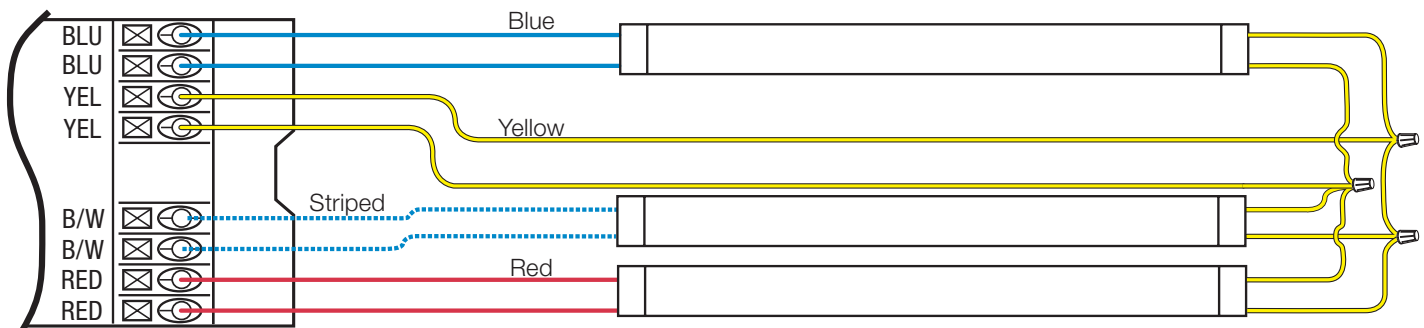 BLU
Blue
BLU
YEL
YEL
Yellow
B/W
Striped
B/W
RED
Red
RED